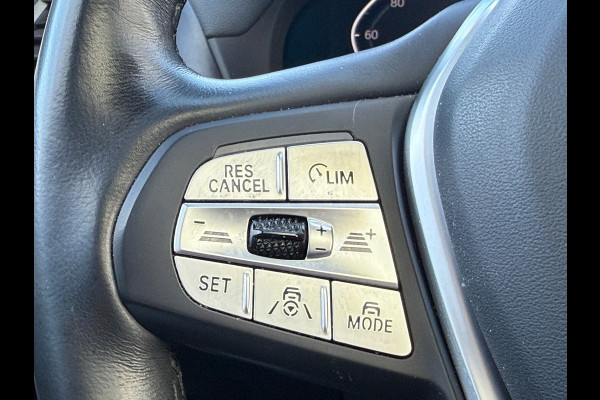 80
60
RES
CANCEL
LIM
- + +
-
SET
MODE